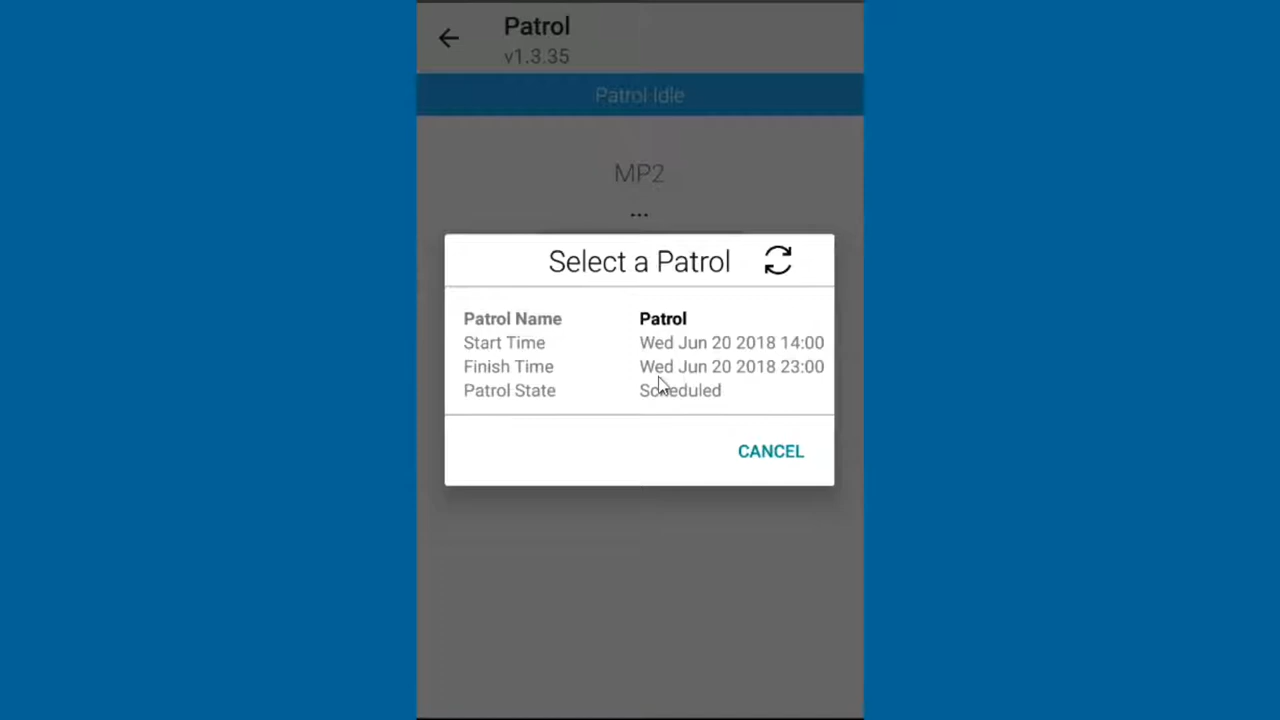 Patrol
v1.3.35
Patrol Idle
MP2
...
Select a Patrol
Patrol Name Patrol
Start Time Wed Jun 20 2018 14:00
Finish Time Wed Jun 20 2018 23:00
Patrol State Scheduled
CANCEL